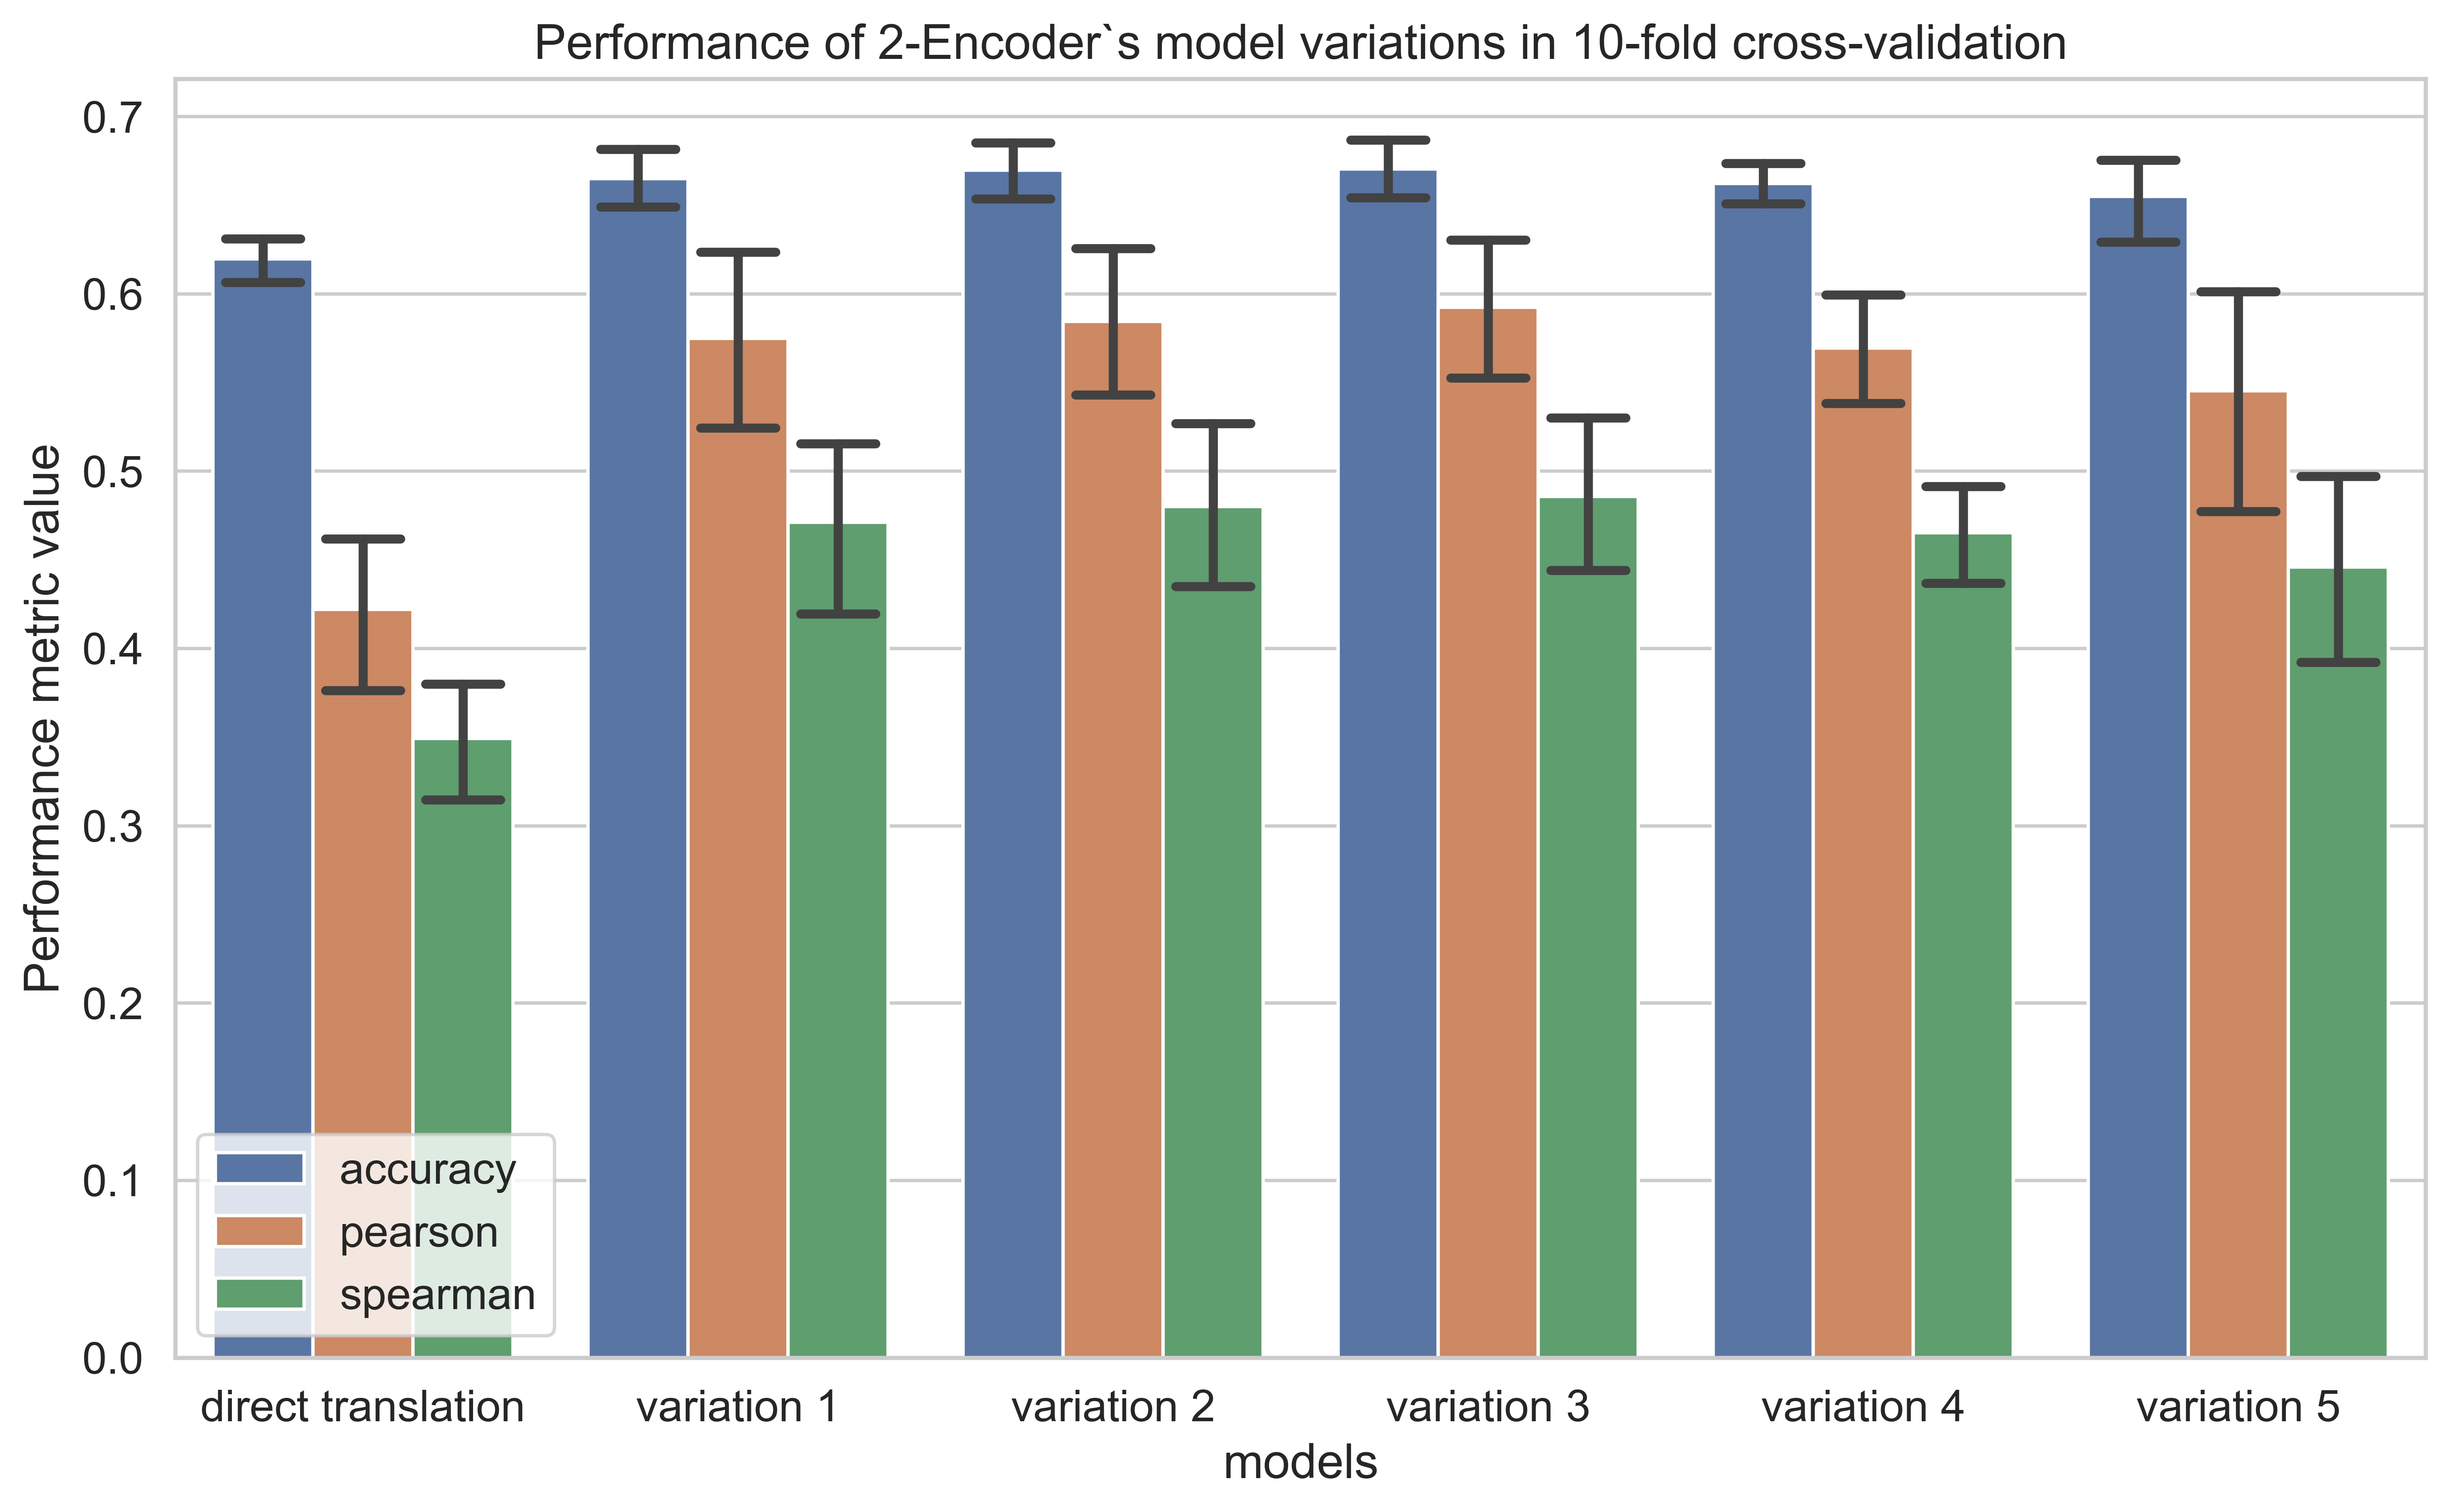 Performance of 2-Encoder`s model variations in 10-fold cross-validation
Performance metric value
0.7
0.6
0.5
0.4
0.3
0.2
0.1
0.0
accuracy
pearson
spearman
direct translation
variation 1
variation 2
variation 3
variation 4
variation 5
models